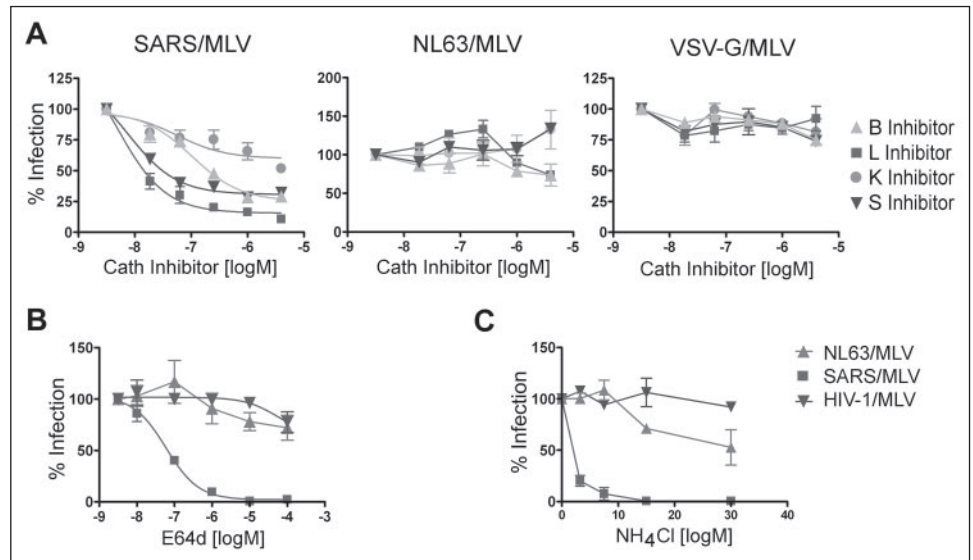 A
SARS/MLV
NL63/MLV
VSV-G/MLV
% Infection
125
100
75
50
25
0
-9 -8 -7 -6 -5
Cath Inhibitor [logM]
200
150
100
50
0
-9 -8 -7 -6 -5
Cath Inhibitor [logM]
125
100
75
50
25
0
-9 -8 -7 -6 -5
Cath Inhibitor [logM]
B Inhibitor
L Inhibitor
K Inhibitor
S Inhibitor
B
% Infection
150
100
50
0
-9 -8 -7 -6 -5 -4 -3
E64d [logM]
C
% Infection
150
100
50
0
0 10 20 30 40
NH4Cl [logM]
NL63/MLV
SARS/MLV
HIV-1/MLV